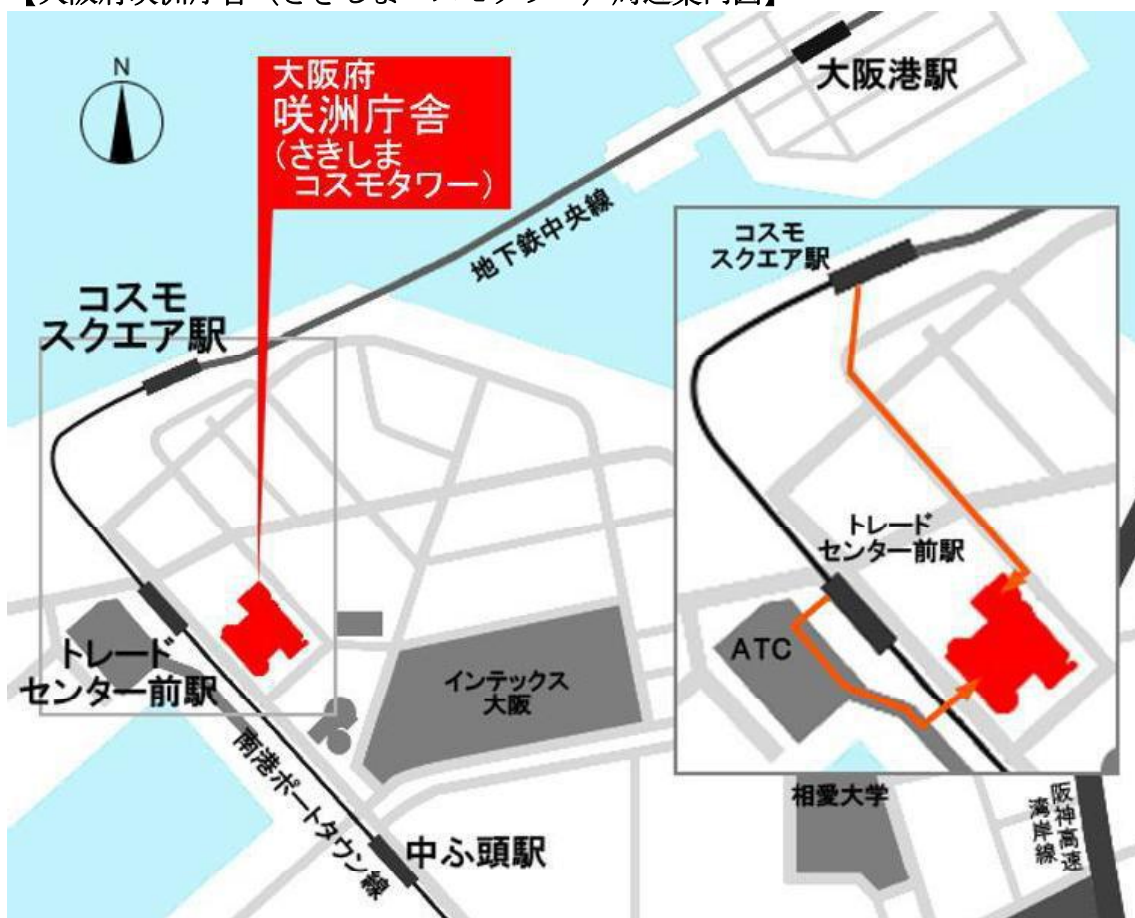 N
大阪府
咲洲庁舎
(さきしま
コスモタワー)
大阪港駅
地下鉄中央線
コスモ
スクエア駅
トレード
センター前駅
インテックス
大阪
南港ポートタウン線
中ふ頭駅
コスモ
スクエア駅
トレード
センター前駅
ATC
相愛大学
阪神高速
湾岸線